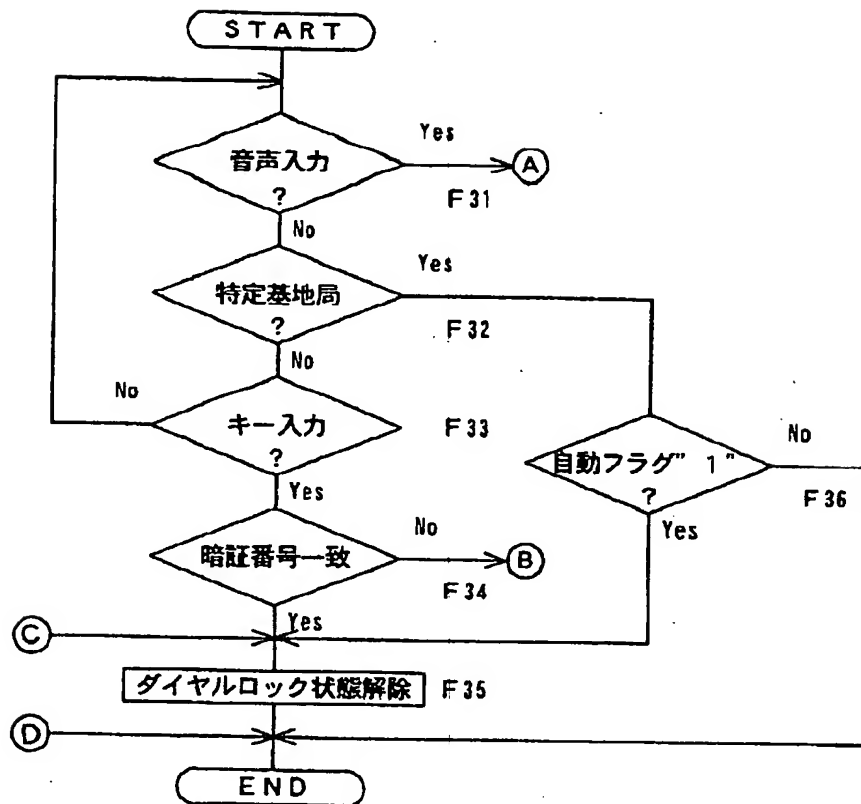 START
Yes
音声入力
?
A
F31
No
Yes
特定基地局
?
F32
No
No
キー入力
?
F33
No
自動フラグ"1"
?
F36
Yes
Yes
No
暗証番号一致
B
F34
Yes
C
ダイヤルロック状態解除
F35
D
END